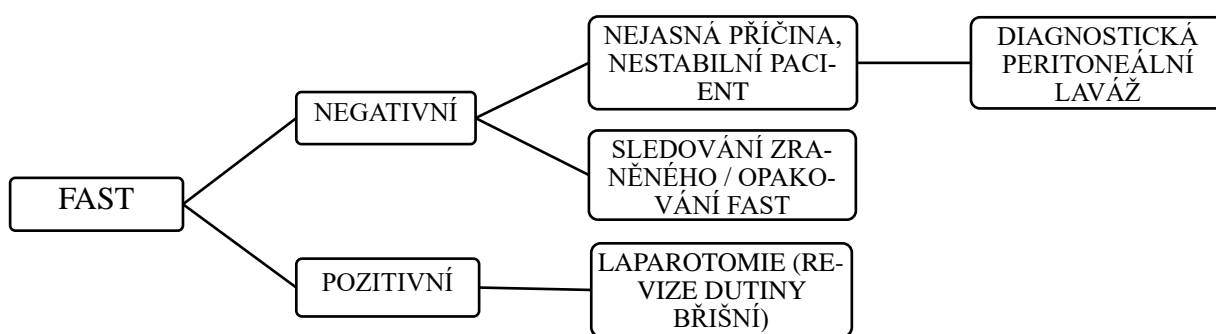 FAST
NEGATIVNÍ
NEJASNÁ PŘÍČINA,
NESTABILNÍ PACI-
ENT
DIAGNOSTICKÁ
PERITONEÁLNÍ
LAVÁŽ
SLEDOVÁNÍ ZRA-
NĚNÉHO / OPAKO-
VÁNÍ FAST
POZITIVNÍ
LAPAROTOMIE (RE-
VIZE DUTINY
BŘIŠNÍ)